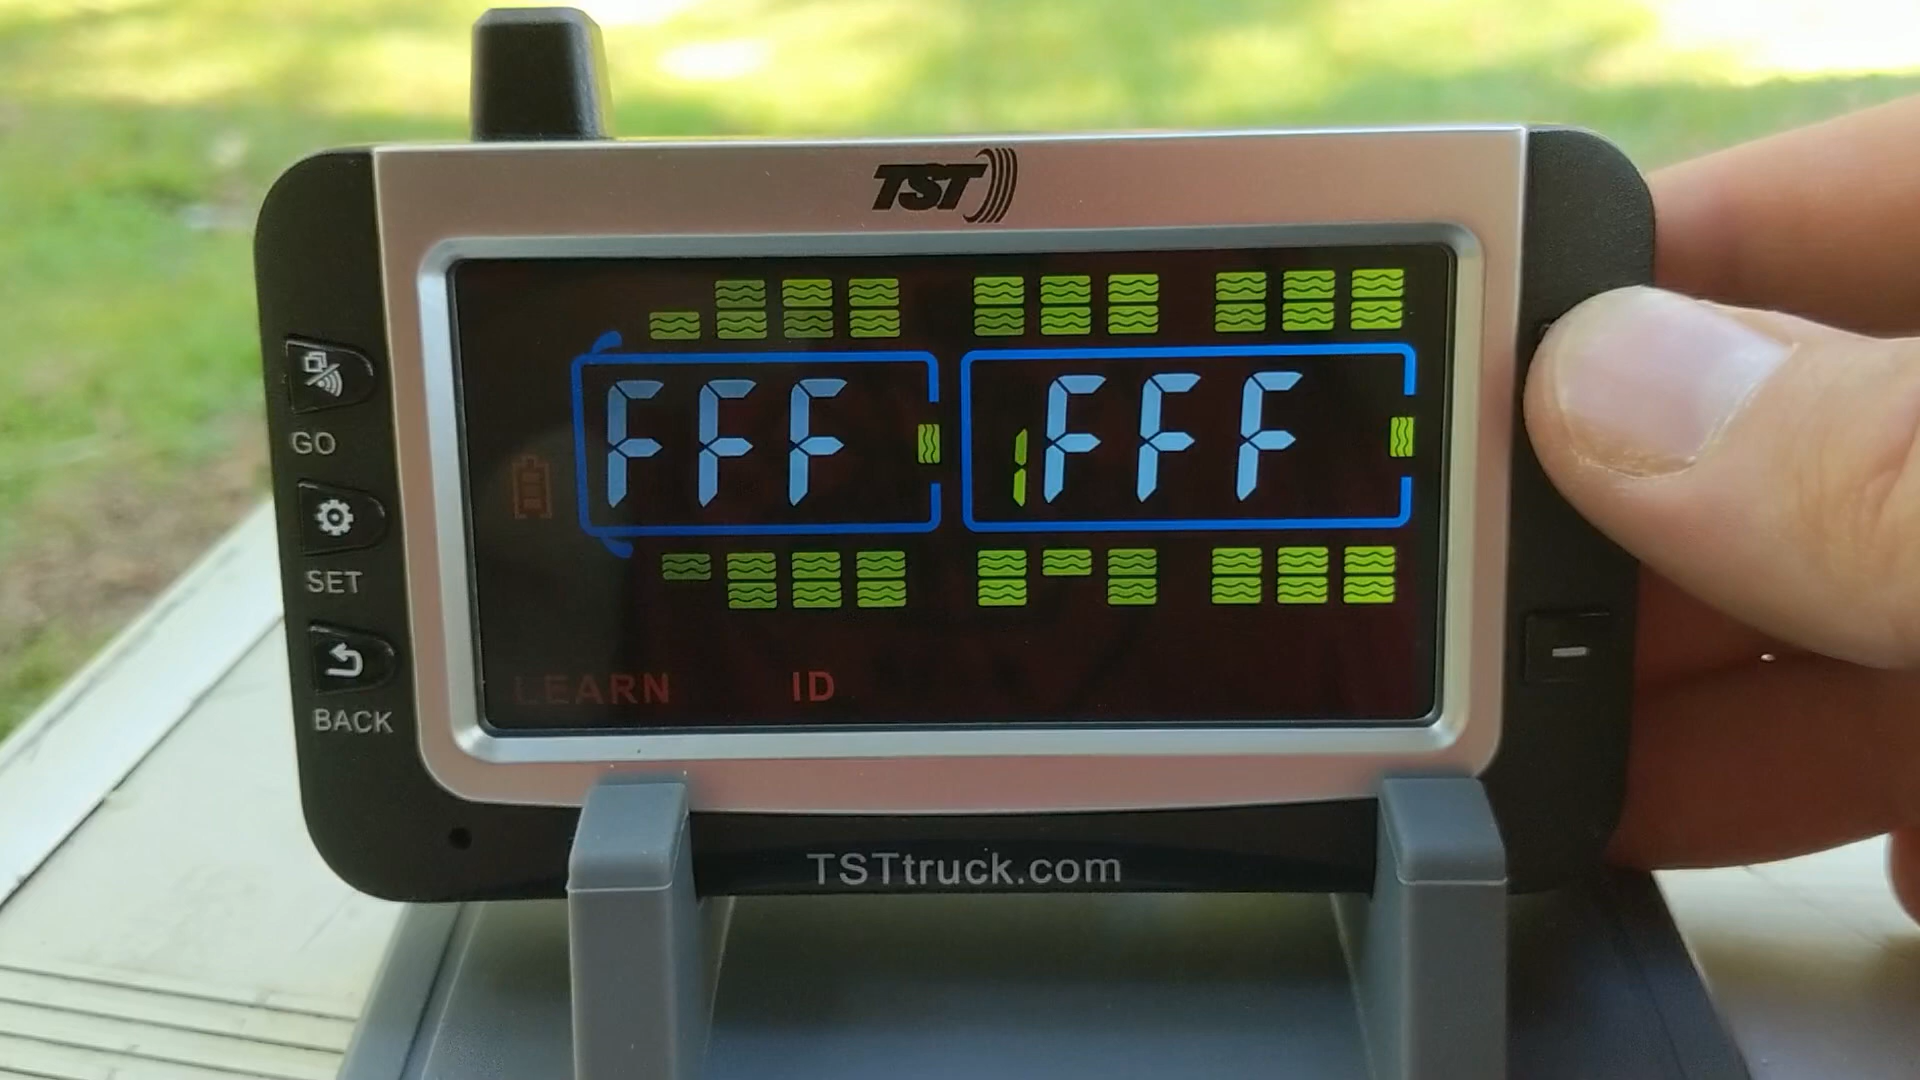 TST
FFF
1FFF
GO
SET
LEARN ID
BACK
TSTtruck.com